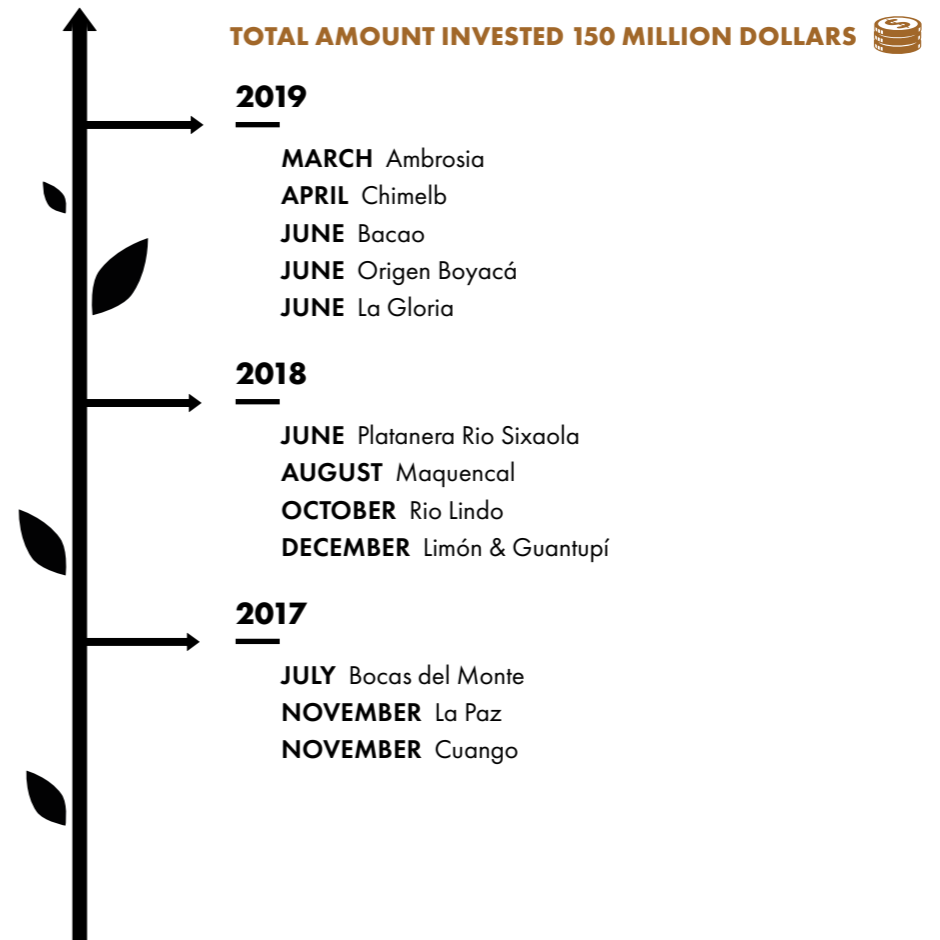 TOTAL AMOUNT INVESTED 150 MILLION DOLLARS
2019
MARCH Ambrosia
APRIL Chimelb
JUNE Bacao
JUNE Origen Boyacá
JUNE La Gloria
2018
JUNE Platanera Rio Sixaola
AUGUST Maquencal
OCTOBER Rio Lindo
DECEMBER Limón & Guantupí
2017
JULY Bocas del Monte
NOVEMBER La Paz
NOVEMBER Cuango